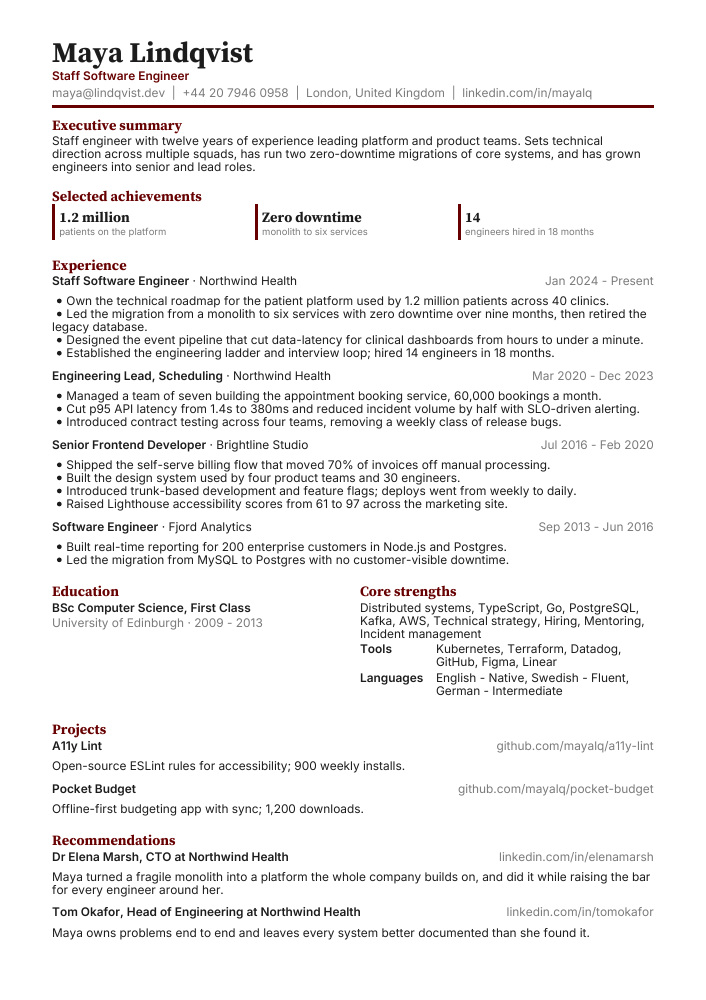 Maya Lindqvist
Staff Software Engineer
maya@lindqvist.dev | +44 20 7946 0958 | London, United Kingdom | linkedin.com/in/mayalq
Executive summary
Staff engineer with twelve years of experience leading platform and product teams. Sets technical
direction across multiple squads, has run two zero-downtime migrations of core systems, and has grown
engineers into senior and lead roles.
Selected achievements
1.2 million
patients on the platform
Zero downtime
monolith to six services
14
engineers hired in 18 months
Experience
Staff Software Engineer · Northwind Health Jan 2024 - Present
• Own the technical roadmap for the patient platform used by 1.2 million patients across 40 clinics.
• Led the migration from a monolith to six services with zero downtime over nine months, then retired the
legacy database.
• Designed the event pipeline that cut data-latency for clinical dashboards from hours to under a minute.
• Established the engineering ladder and interview loop; hired 14 engineers in 18 months.
Engineering Lead, Scheduling · Northwind Health Mar 2020 - Dec 2023
• Managed a team of seven building the appointment booking service, 60,000 bookings a month.
• Cut p95 API latency from 1.4s to 380ms and reduced incident volume by half with SLO-driven alerting.
• Introduced contract testing across four teams, removing a weekly class of release bugs.
Senior Frontend Developer · Brightline Studio Jul 2016 - Feb 2020
• Shipped the self-serve billing flow that moved 70% of invoices off manual processing.
• Built the design system used by four product teams and 30 engineers.
• Introduced trunk-based development and feature flags; deploys went from weekly to daily.
• Raised Lighthouse accessibility scores from 61 to 97 across the marketing site.
Software Engineer · Fjord Analytics Sep 2013 - Jun 2016
• Built real-time reporting for 200 enterprise customers in Node.js and Postgres.
• Led the migration from MySQL to Postgres with no customer-visible downtime.
Education
BSc Computer Science, First Class
University of Edinburgh · 2009 - 2013
Core strengths
Distributed systems, TypeScript, Go, PostgreSQL,
Kafka, AWS, Technical strategy, Hiring, Mentoring,
Incident management
Tools Kubernetes, Terraform, Datadog,
GitHub, Figma, Linear
Languages English - Native, Swedish - Fluent,
German - Intermediate
Projects
A11y Lint github.com/mayalq/a11y-lint
Open-source ESLint rules for accessibility; 900 weekly installs.
Pocket Budget github.com/mayalq/pocket-budget
Offline-first budgeting app with sync; 1,200 downloads.
Recommendations
Dr Elena Marsh, CTO at Northwind Health linkedin.com/in/elenamarsh
Maya turned a fragile monolith into a platform the whole company builds on, and did it while raising the bar
for every engineer around her.
Tom Okafor, Head of Engineering at Northwind Health linkedin.com/in/tomokafor
Maya owns problems end to end and leaves every system better documented than she found it.